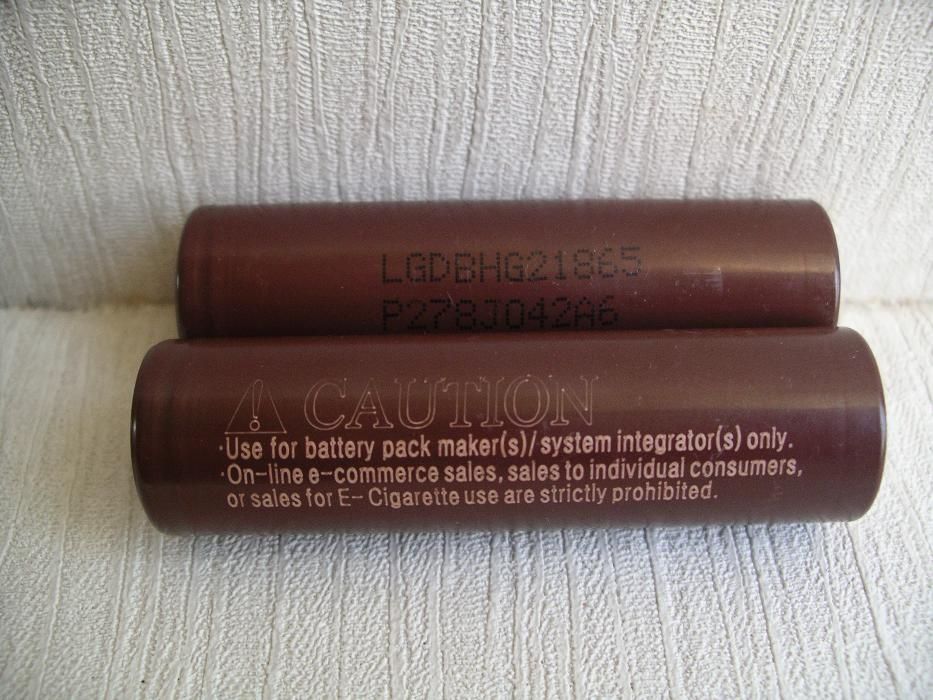 LGDBHG21865
P278J042A6
CAUTION
·Use for battery pack maker(s)/system integrator(s) only.
·On-line e-commerce sales, sales to individual consumers,
or sales for E- Cigarette use are strictly prohibited.